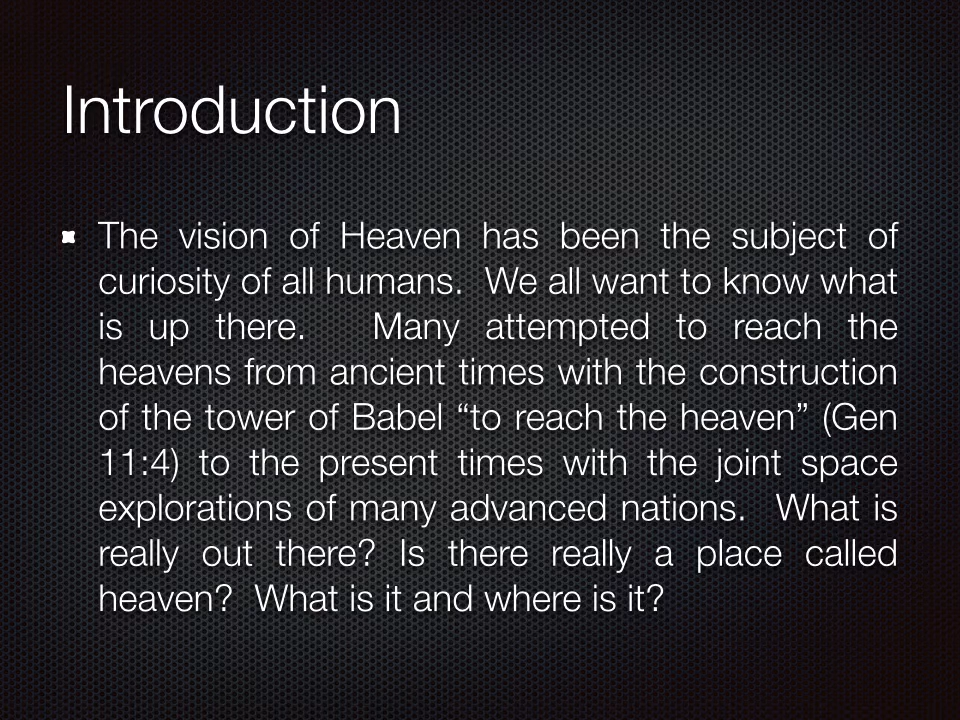 Introduction
The vision of Heaven has been the subject of
curiosity of all humans.  We all want to know what
is up there.   Many attempted to reach the
heavens from ancient times with the construction
of the tower of Babel “to reach the heaven” (Gen
11:4) to the present times with the joint space
explorations of many advanced nations.  What is
really out there? Is there really a place called
heaven?  What is it and where is it?